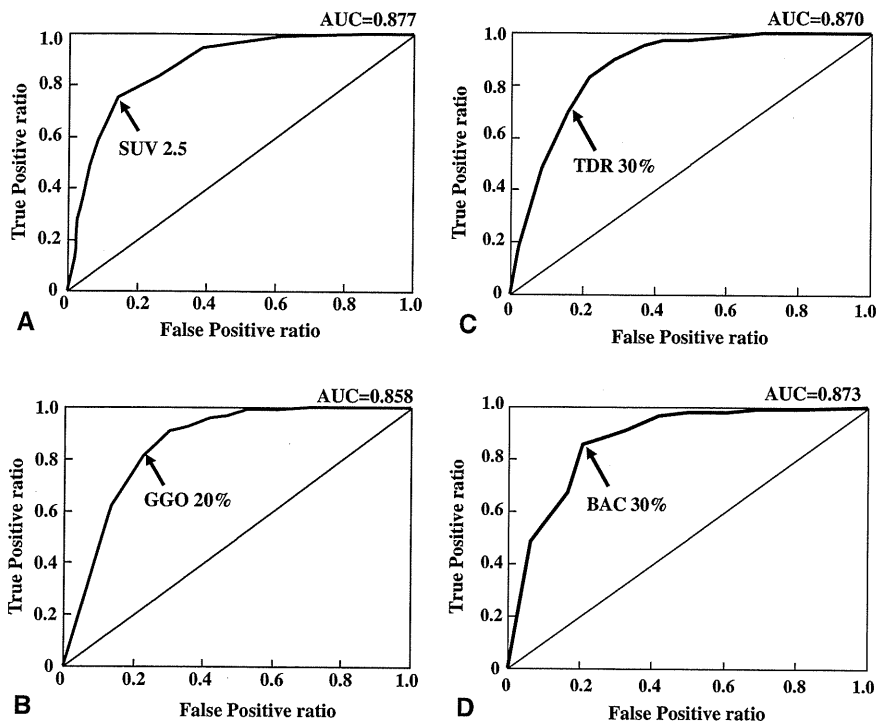 AUC=0.877
1.0
0.8
0.6
0.4
0.2
0
True Positive ratio
SUV 2.5
0 0.2 0.4 0.6 0.8 1.0
False Positive ratio
A
AUC=0.870
1.0
0.8
0.6
0.4
0.2
0
True Positive ratio
TDR 30%
0 0.2 0.4 0.6 0.8 1.0
False Positive ratio
C
AUC=0.858
1.0
0.8
0.6
0.4
0.2
0
True Positive ratio
GGO 20%
0 0.2 0.4 0.6 0.8 1.0
False Positive ratio
B
AUC=0.873
1.0
0.8
0.6
0.4
0.2
0
True Positive ratio
BAC 30%
0 0.2 0.4 0.6 0.8 1.0
False Positive ratio
D